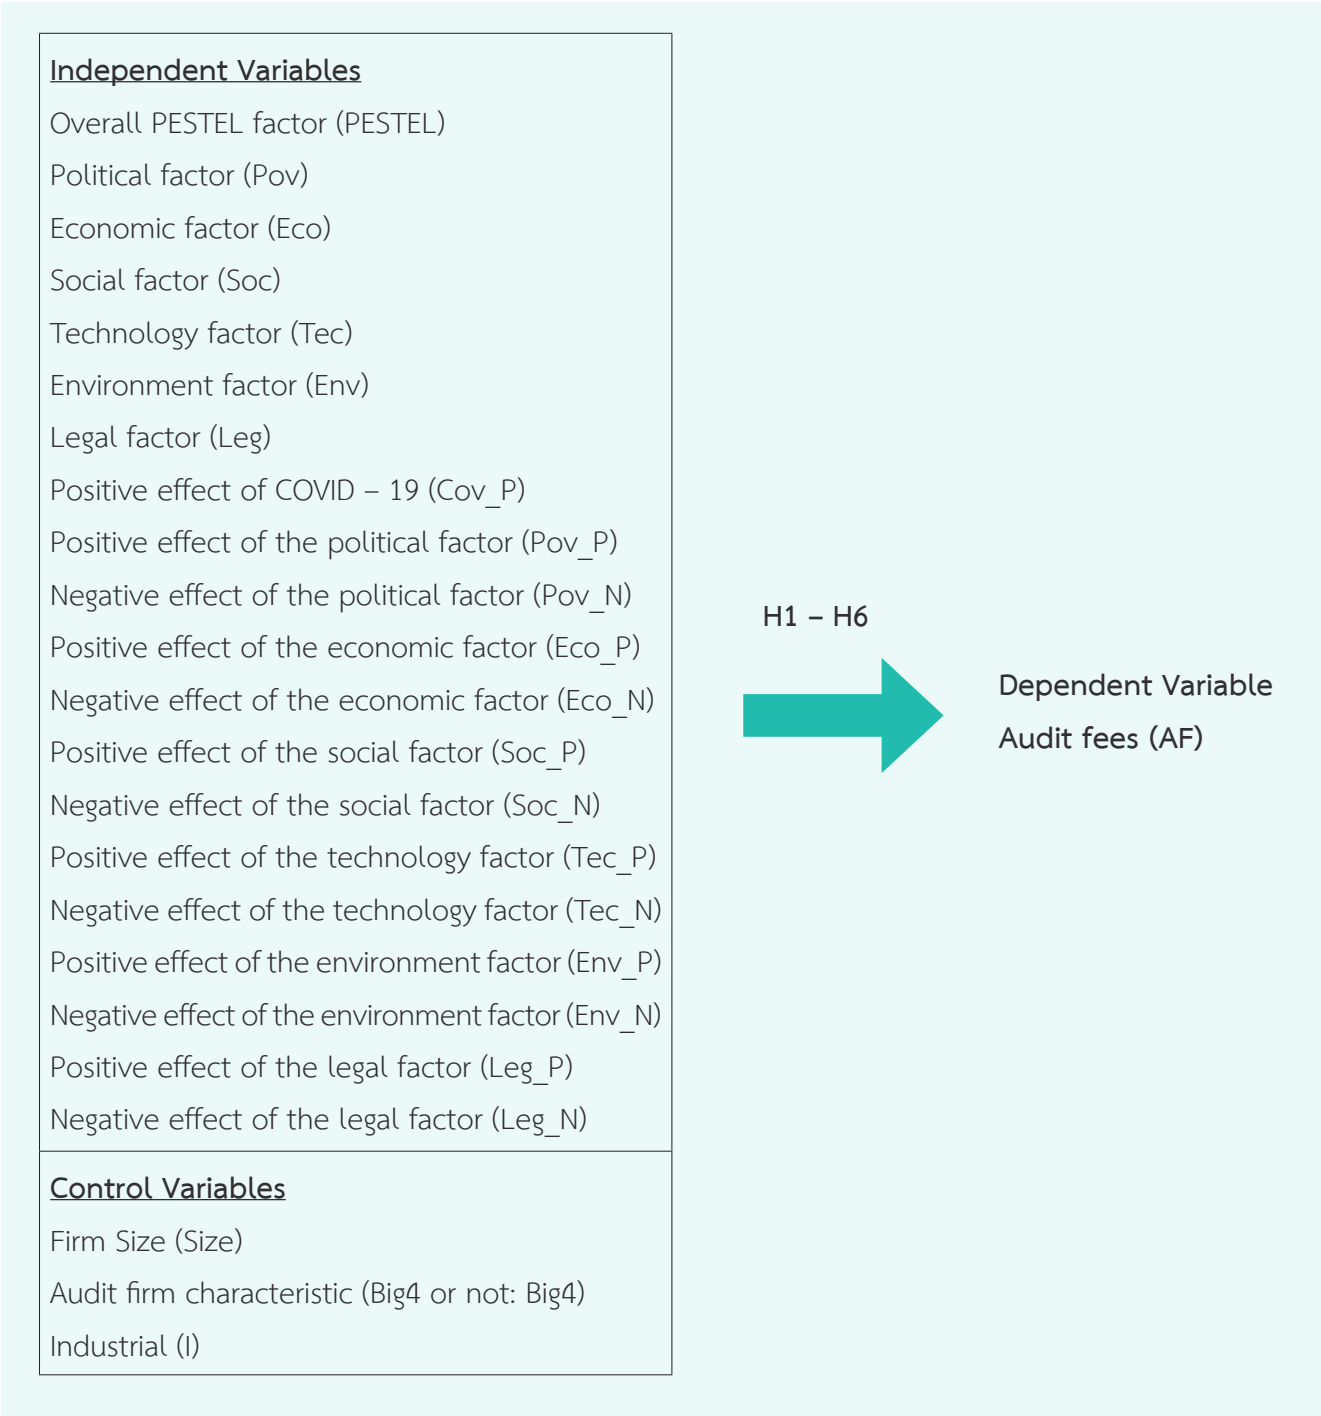 Independent Variables
Overall PESTEL factor (PESTEL)
Political factor (Pov)
Economic factor (Eco)
Social factor (Soc)
Technology factor (Tec)
Environment factor (Env)
Legal factor (Leg)
Positive effect of COVID – 19 (Cov_P)
Positive effect of the political factor (Pov_P)
Negative effect of the political factor (Pov_N)
Positive effect of the economic factor (Eco_P)
Negative effect of the economic factor (Eco_N)
Positive effect of the social factor (Soc_P)
Negative effect of the social factor (Soc_N)
Positive effect of the technology factor (Tec_P)
Negative effect of the technology factor (Tec_N)
Positive effect of the environment factor (Env_P)
Negative effect of the environment factor (Env_N)
Positive effect of the legal factor (Leg_P)
Negative effect of the legal factor (Leg_N)
Control Variables
Firm Size (Size)
Audit firm characteristic (Big4 or not: Big4)
Industrial (I)
H1 – H6
Dependent Variable
Audit fees (AF)